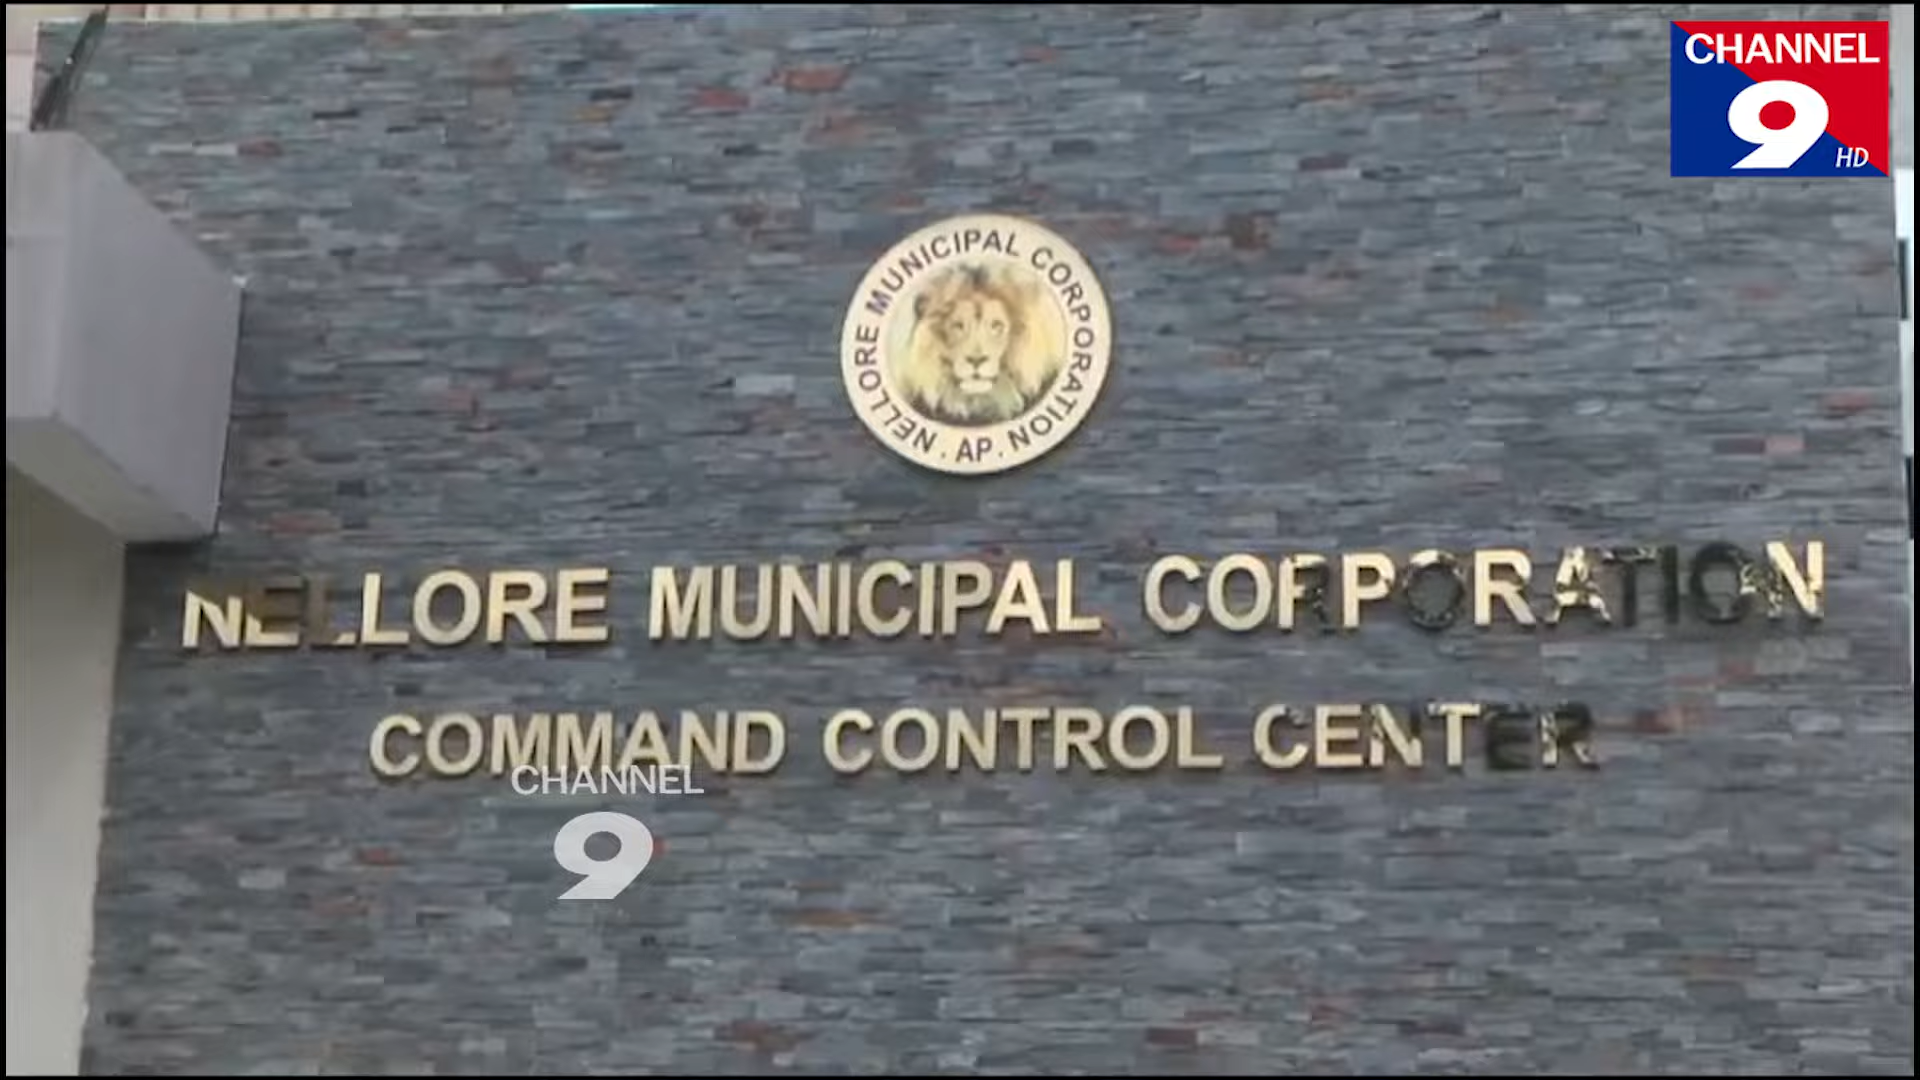 CHANNEL
9
HD
NELLORE MUNICIPAL CORPORATION
. AP .
NELLORE MUNICIPAL CORPORATION
COMMAND CONTROL CENTER
CHANNEL
9